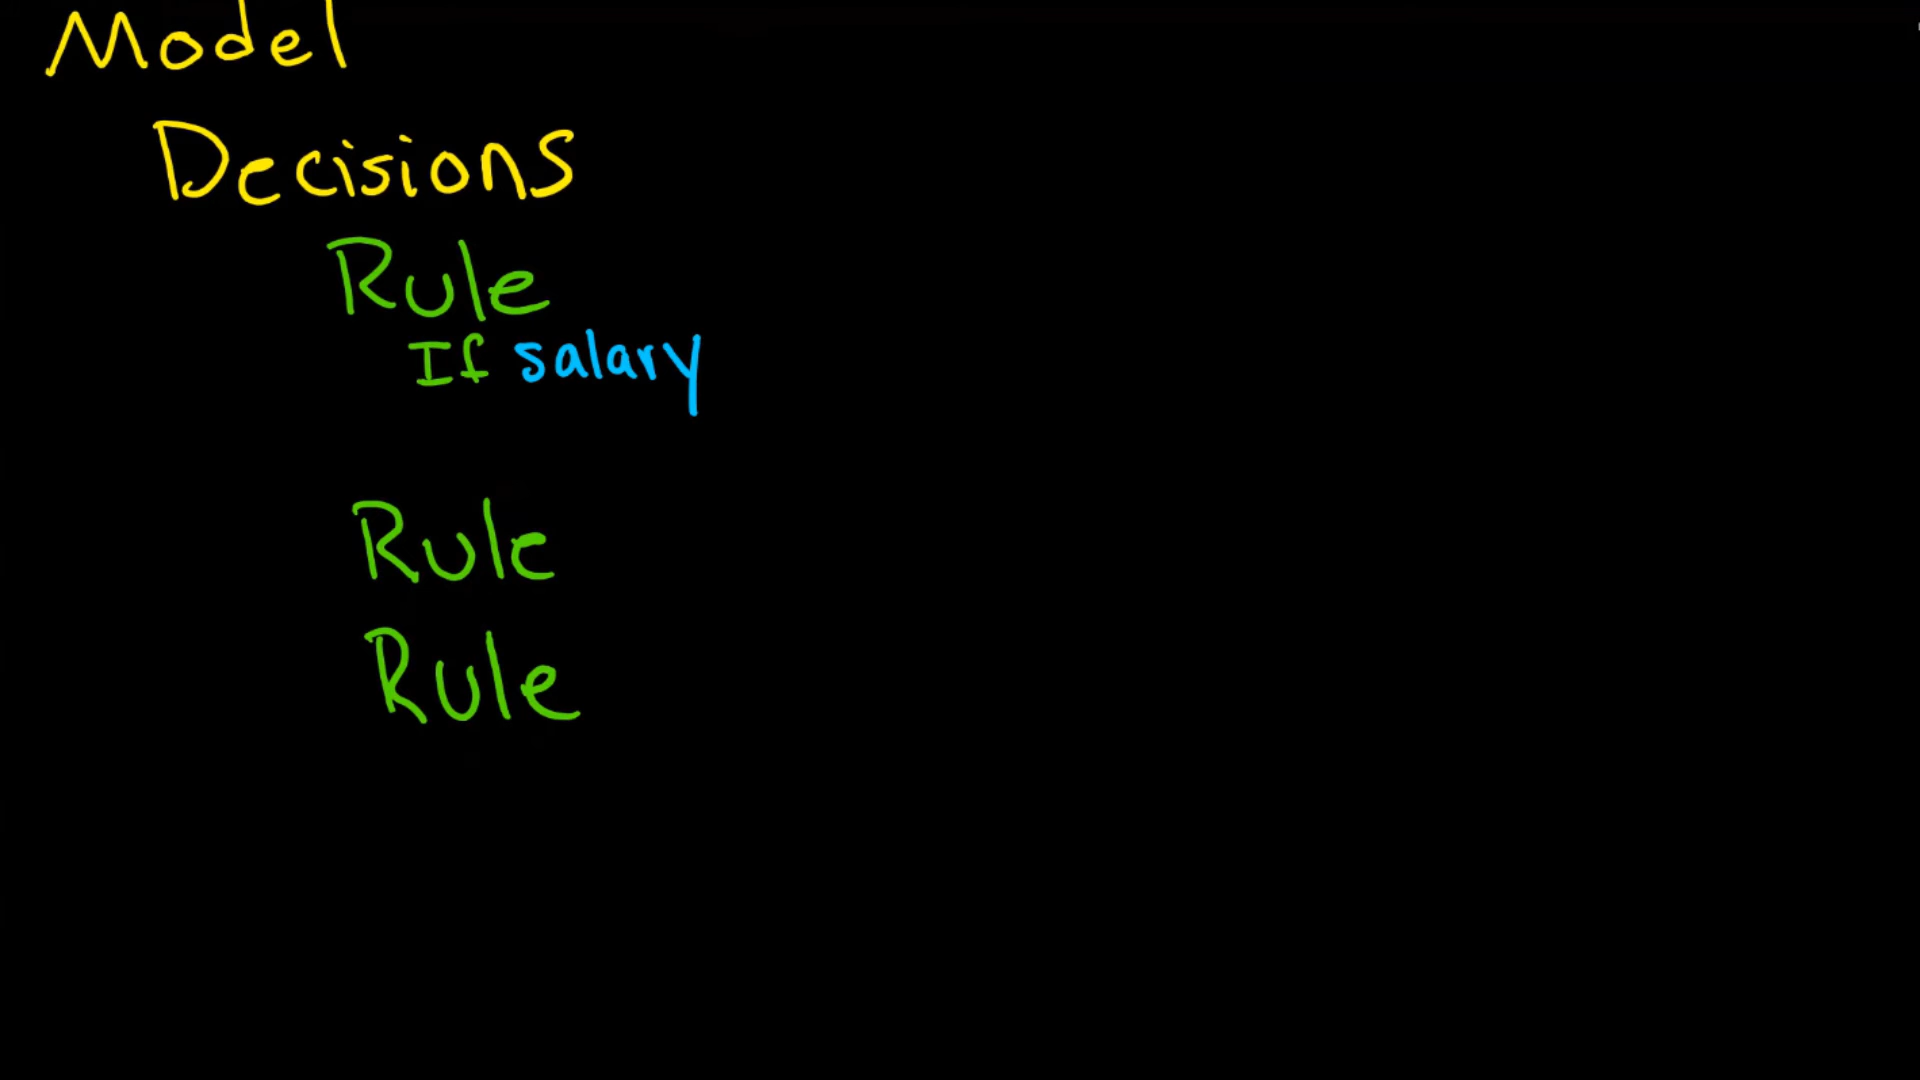 Model
Decisions
Rule
If salary
Rule
Rule